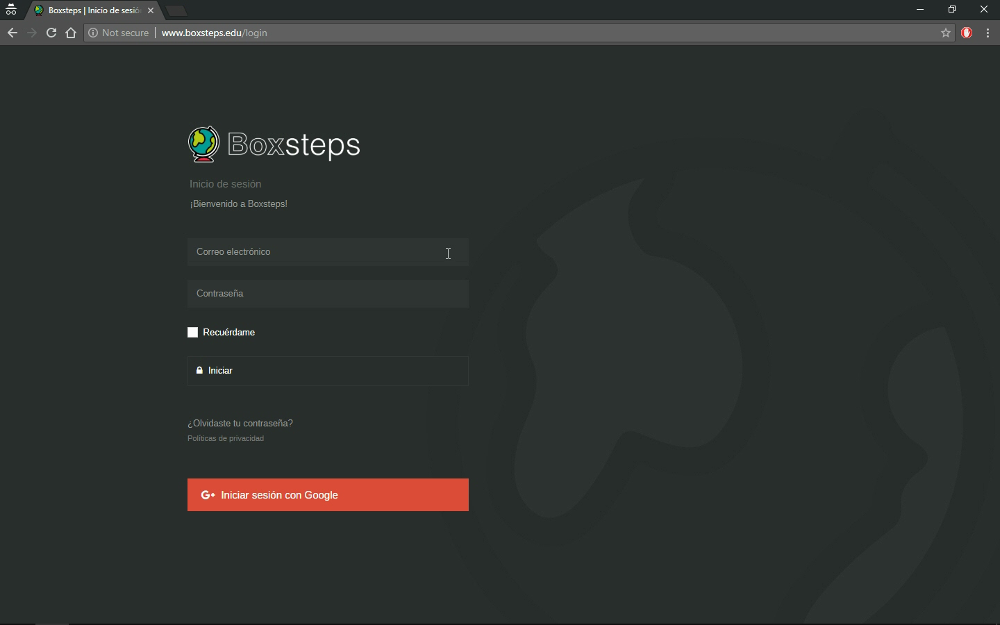 Boxsteps | Inicio de sesió
Not secure | www.boxsteps.edu/login
Boxsteps
Inicio de sesión
¡Bienvenido a Boxsteps!
Correo electrónico
Contraseña
Recuérdame
Iniciar
¿Olvidaste tu contraseña?
Políticas de privacidad
G+ Iniciar sesión con Google